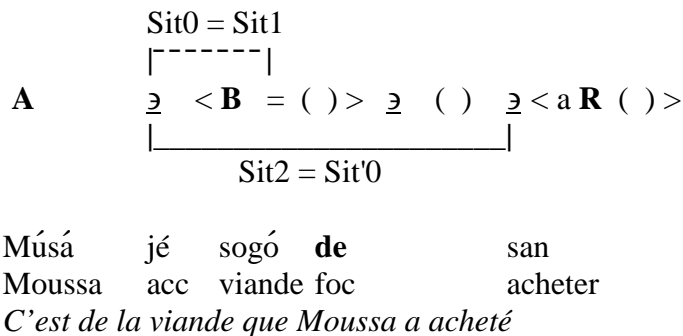 Sit0 = Sit1
A ϶ < B = ( ) > ϶ ( ) ϶ < a R ( ) >
Sit2 = Sit'0
Músá jé sogó de san
Moussa acc viande foc acheter
C'est de la viande que Moussa a acheté